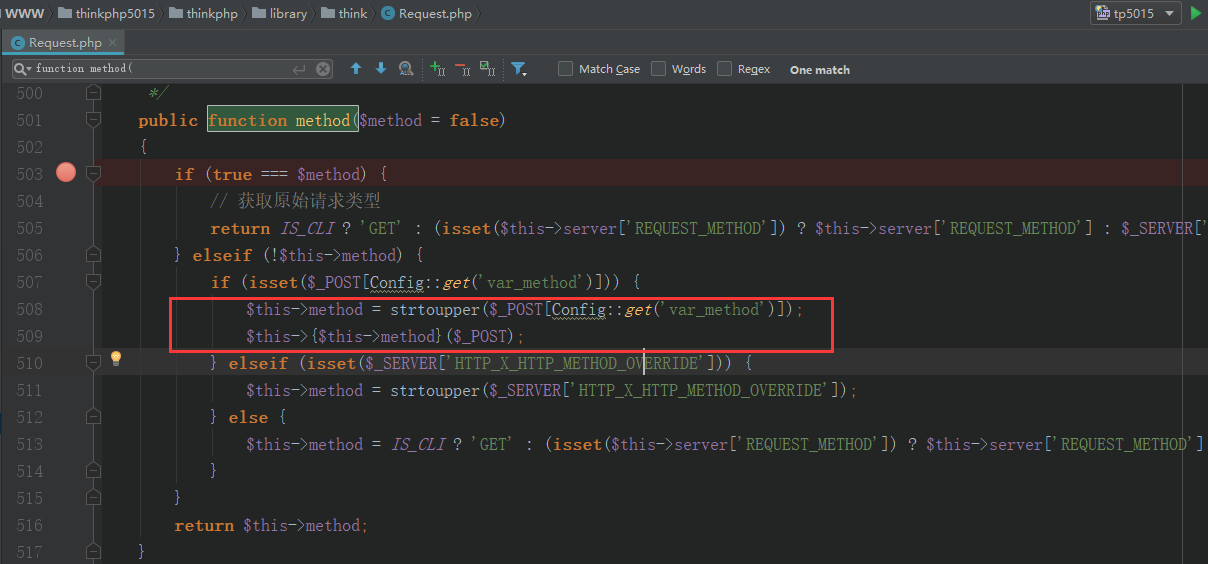 WWW thinkphp5015 thinkphp library think Request.php tp5015
Request.php
function method( Match Case Words Regex One match
500 */
501 public function method($method = false)
502 {
503 if (true === $method) {
504 // 获取原始请求类型
505 return IS_CLI ? 'GET' : (isset($this->server['REQUEST_METHOD']) ? $this->server['REQUEST_METHOD'] : $_SERVER['
506 } elseif (!$this->method) {
507 if (isset($_POST[Config::get('var_method')])) {
508 $this->method = strtoupper($_POST[Config::get('var_method')]);
509 $this->{$this->method}($_POST);
510 } elseif (isset($_SERVER['HTTP_X_HTTP_METHOD_OVERRIDE'])) {
511 $this->method = strtoupper($_SERVER['HTTP_X_HTTP_METHOD_OVERRIDE']);
512 } else {
513 $this->method = IS_CLI ? 'GET' : (isset($this->server['REQUEST_METHOD']) ? $this->server['REQUEST_METHOD']
514 }
515 }
516 return $this->method;
517 }